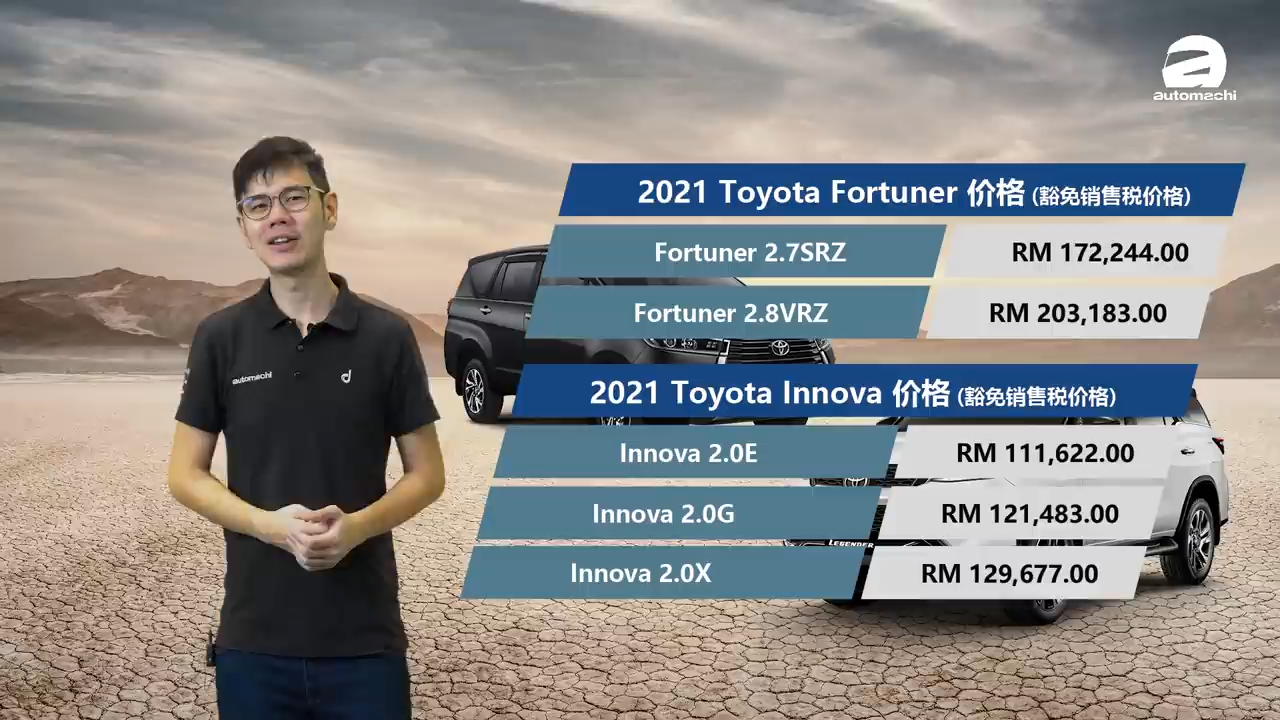 automachi
2021 Toyota Fortuner 价格 (豁免销售税价格)
Fortuner 2.7SRZ RM 172,244.00
Fortuner 2.8VRZ RM 203,183.00
2021 Toyota Innova 价格 (豁免销售税价格)
Innova 2.0E RM 111,622.00
Innova 2.0G RM 121,483.00
Innova 2.0X RM 129,677.00
automachi
LEGENDER